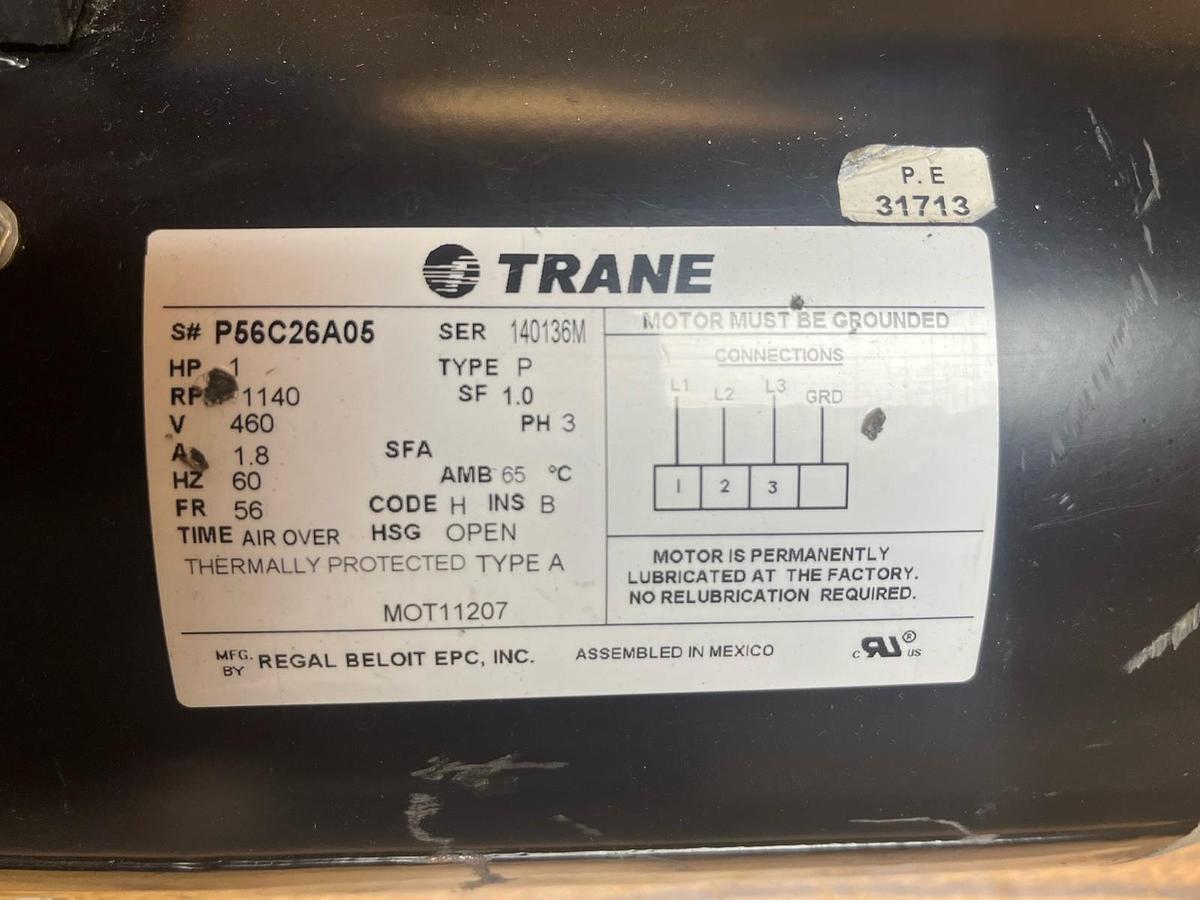 P. E
31713
TRANE
S# P56C26A05 SER 140136M
HP 1 TYPE P
RP 1140 SF 1.0
V 460 PH 3
A 1.8 SFA
HZ 60 AMB 65 °C
FR 56 CODE H INS B
TIME AIR OVER HSG OPEN
THERMALLY PROTECTED TYPE A
MOT11207
MOTOR MUST BE GROUNDED
CONNECTIONS
L1 L2 L3 GRD
1 2 3
MOTOR IS PERMANENTLY
LUBRICATED AT THE FACTORY.
NO RELUBRICATION REQUIRED.
MFG. BY REGAL BELOIT EPC, INC. ASSEMBLED IN MEXICO
c RU ® US